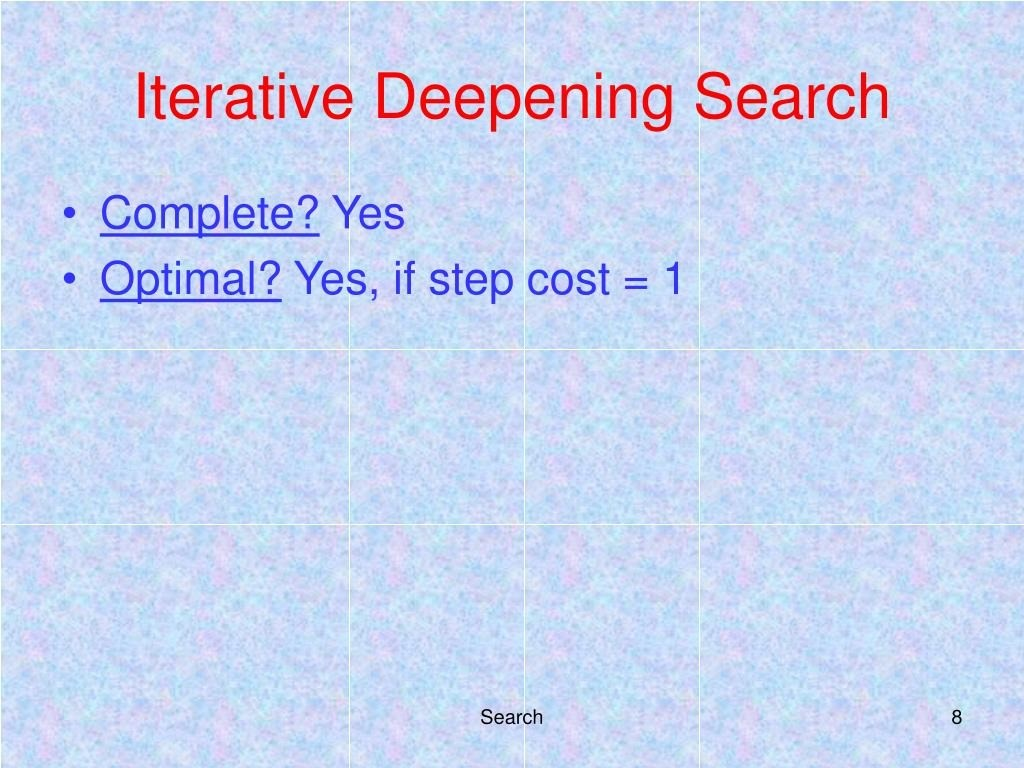 Iterative Deepening Search
• Complete? Yes
• Optimal? Yes, if step cost = 1
Search
8